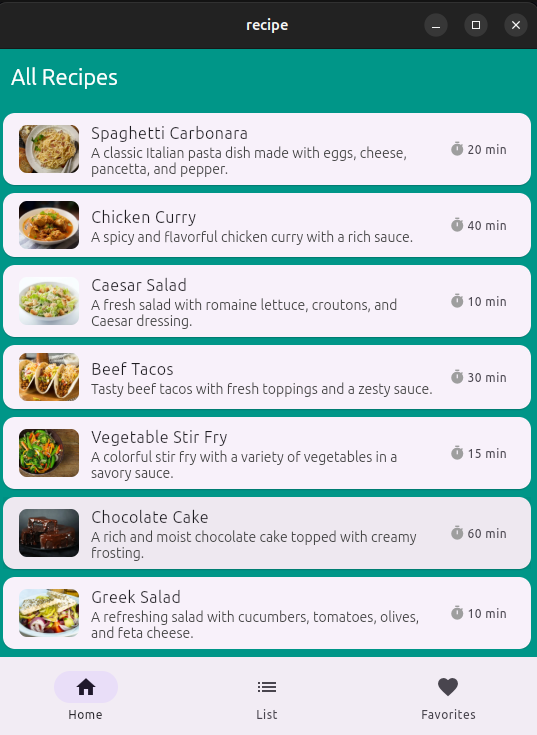 recipe
All Recipes
Spaghetti Carbonara
A classic Italian pasta dish made with eggs, cheese,
pancetta, and pepper.
20 min
Chicken Curry
A spicy and flavorful chicken curry with a rich sauce.
40 min
Caesar Salad
A fresh salad with romaine lettuce, croutons, and
Caesar dressing.
10 min
Beef Tacos
Tasty beef tacos with fresh toppings and a zesty sauce.
30 min
Vegetable Stir Fry
A colorful stir fry with a variety of vegetables in a
savory sauce.
15 min
Chocolate Cake
A rich and moist chocolate cake topped with creamy
frosting.
60 min
Greek Salad
A refreshing salad with cucumbers, tomatoes, olives,
and feta cheese.
10 min
Home
List
Favorites